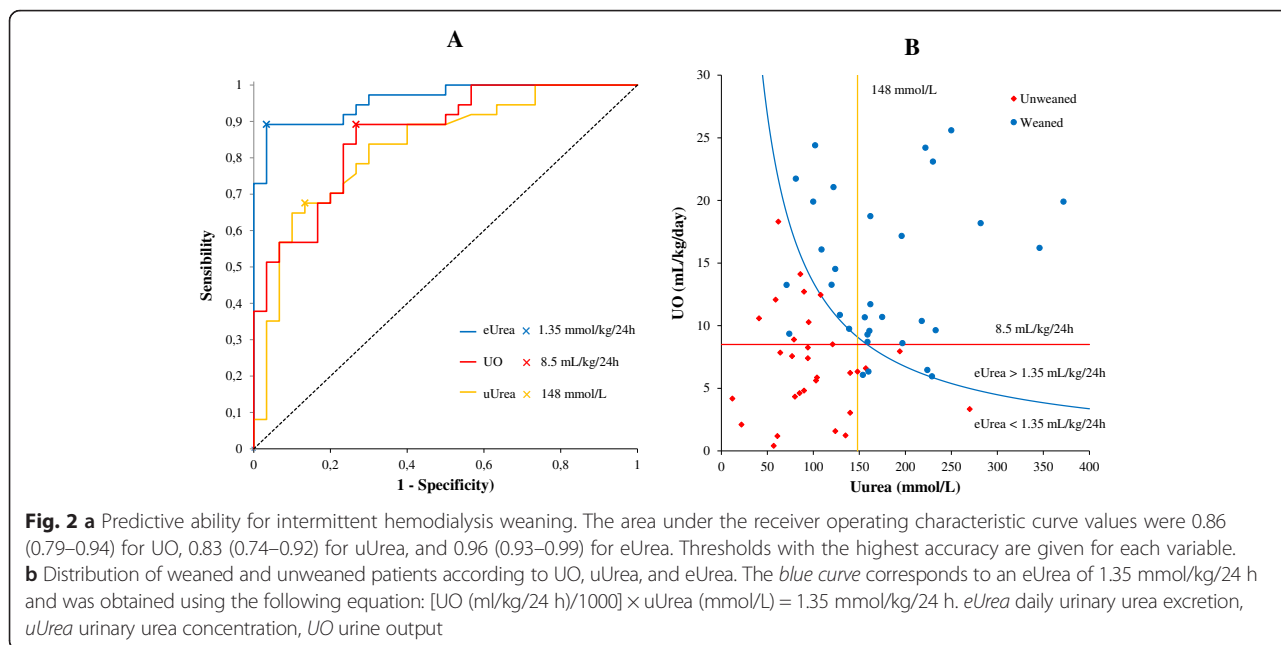 A
1
0,9
0,8
0,7
0,6
0,5
0,4
0,3
0,2
0,1
0
Sensibility
eUrea × 1.35 mmol/kg/24h
UO × 8.5 mL/kg/24h
uUrea × 148 mmol/L
0 0,2 0,4 0,6 0,8 1
1 - Specificity)
B
30
25
20
15
10
5
0
UO (mL/kg/day)
148 mmol/L
Unweaned
Weaned
8.5 mL/kg/24h
eUrea > 1.35 mL/kg/24h
eUrea < 1.35 mL/kg/24h
0 50 100 150 200 250 300 350 400
Uurea (mmol/L)
Fig. 2 a Predictive ability for intermittent hemodialysis weaning. The area under the receiver operating characteristic curve values were 0.86
(0.79–0.94) for UO, 0.83 (0.74–0.92) for uUrea, and 0.96 (0.93–0.99) for eUrea. Thresholds with the highest accuracy are given for each variable.
b Distribution of weaned and unweaned patients according to UO, uUrea, and eUrea. The blue curve corresponds to an eUrea of 1.35 mmol/kg/24 h
and was obtained using the following equation: [UO (ml/kg/24 h)/1000] × uUrea (mmol/L) = 1.35 mmol/kg/24 h. eUrea daily urinary urea excretion,
uUrea urinary urea concentration, UO urine output